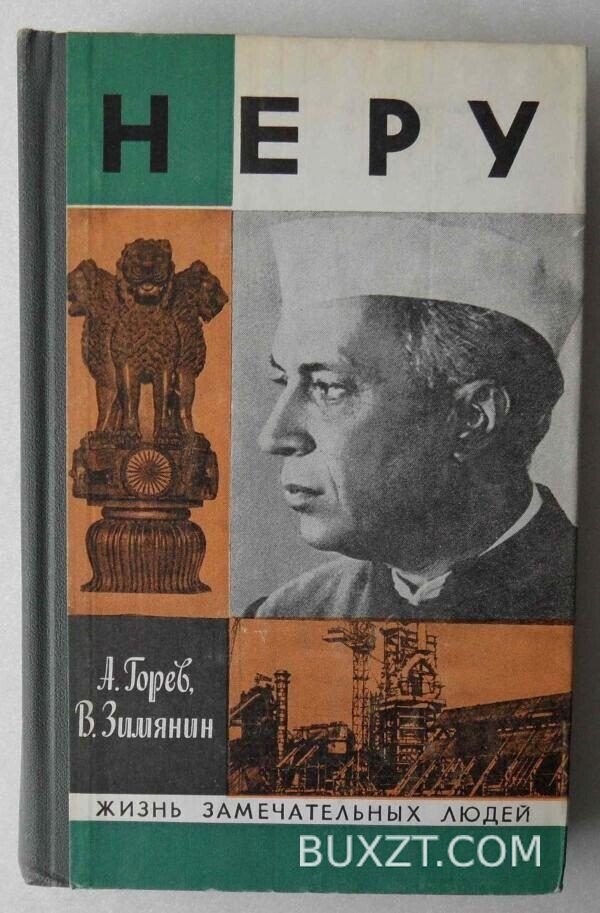 НЕРУ
А. Горев,
В. Зимянин
ЖИЗНЬ ЗАМЕЧАТЕЛЬНЫХ ЛЮДЕЙ
BUXZT.COM